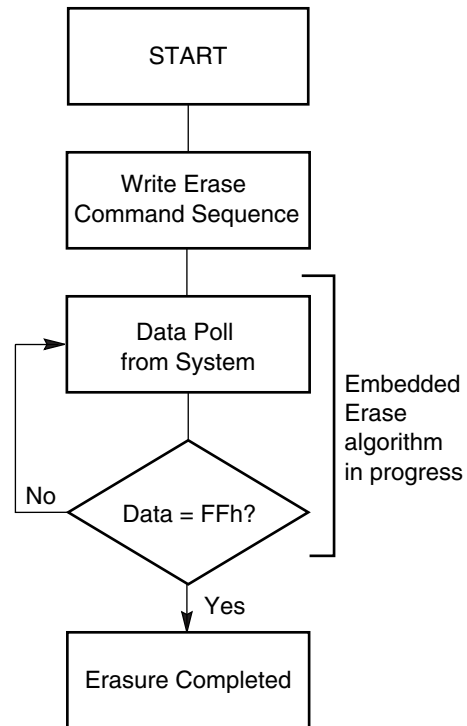 START
Write Erase
Command Sequence
Data Poll
from System
Embedded
Erase
algorithm
in progress
No
Data = FFh?
Yes
Erasure Completed